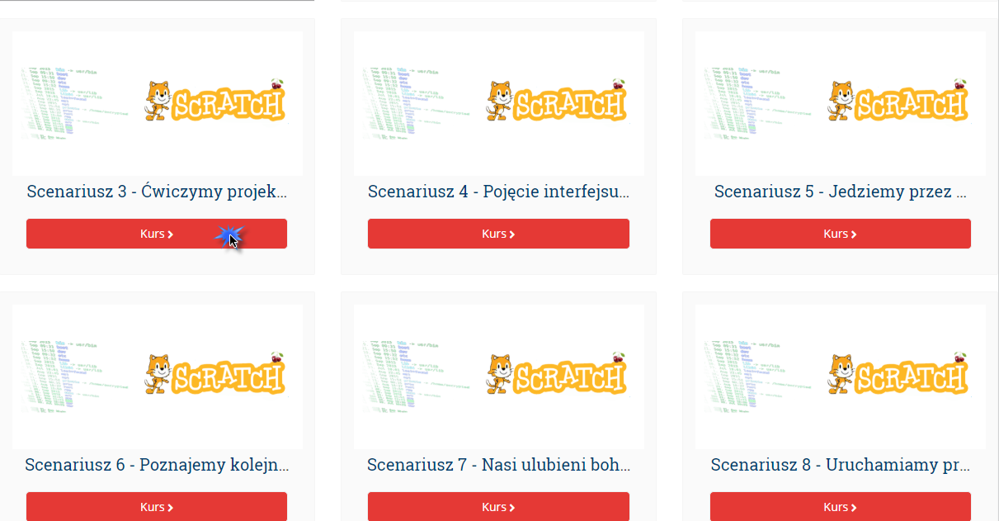 SCRATCH
SCRATCH
SCRATCH
Scenariusz 3 - Ćwiczymy projek...
Scenariusz 4 - Pojęcie interfejsu...
Scenariusz 5 - Jedziemy przez ...
Kurs
Kurs
Kurs
SCRATCH
SCRATCH
SCRATCH
Scenariusz 6 - Poznajemy kolejn...
Scenariusz 7 - Nasi ulubieni boh...
Scenariusz 8 - Uruchamiamy pr...
Kurs
Kurs
Kurs